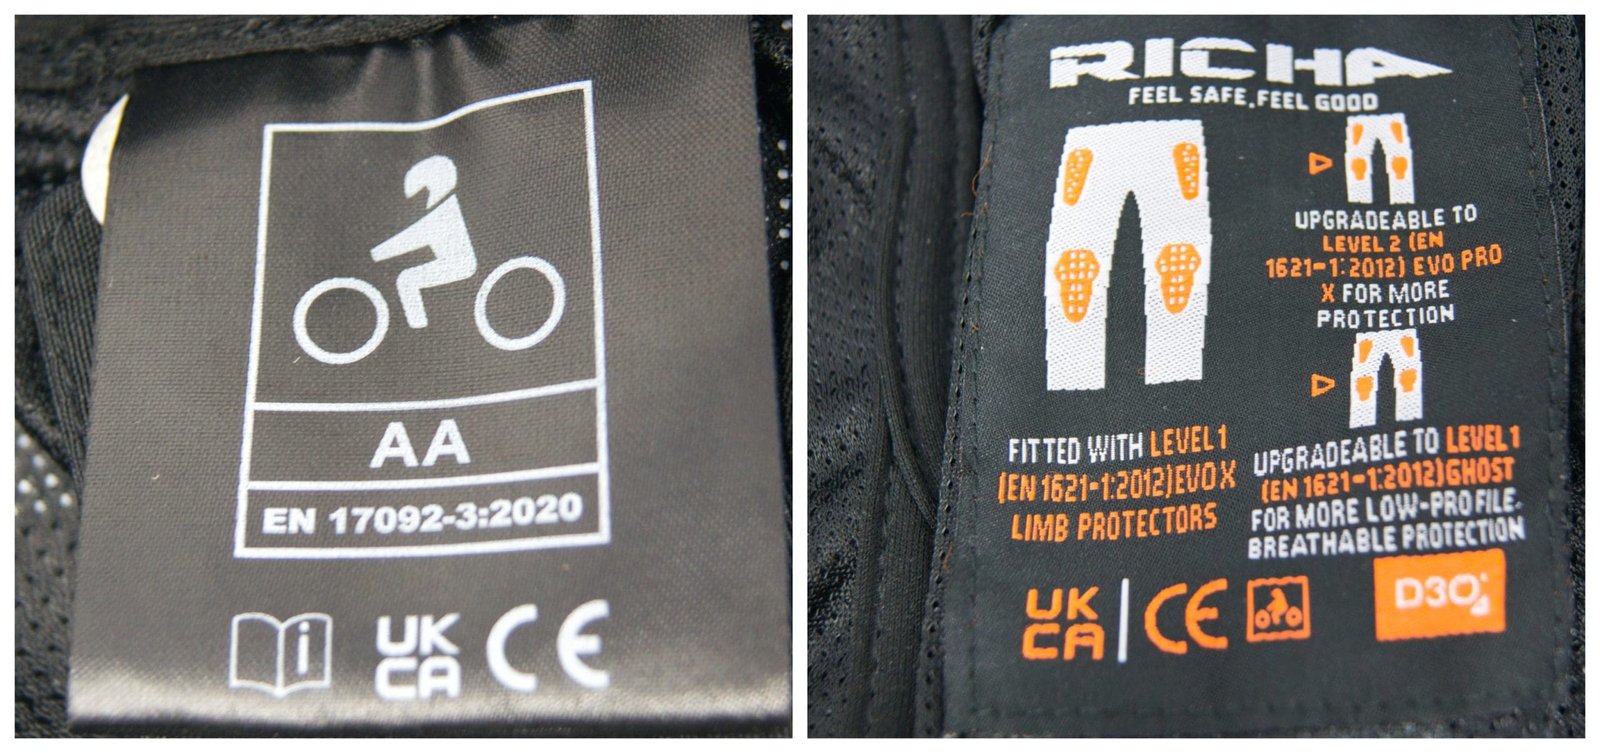 AA
EN 17092-3:2020
i
UK
CA CE
RICHA
FEEL SAFE, FEEL GOOD
UPGRADEABLE TO
LEVEL 2 (EN
1621-1:2012) EVO PRO
X FOR MORE
PROTECTION
FITTED WITH LEVEL 1
(EN 1621-1:2012) EVO X
LIMB PROTECTORS
UPGRADEABLE TO LEVEL 1
(EN 1621-1:2012) GHOST
FOR MORE LOW-PROFILE,
BREATHABLE PROTECTION
UK
CA CE
D3O